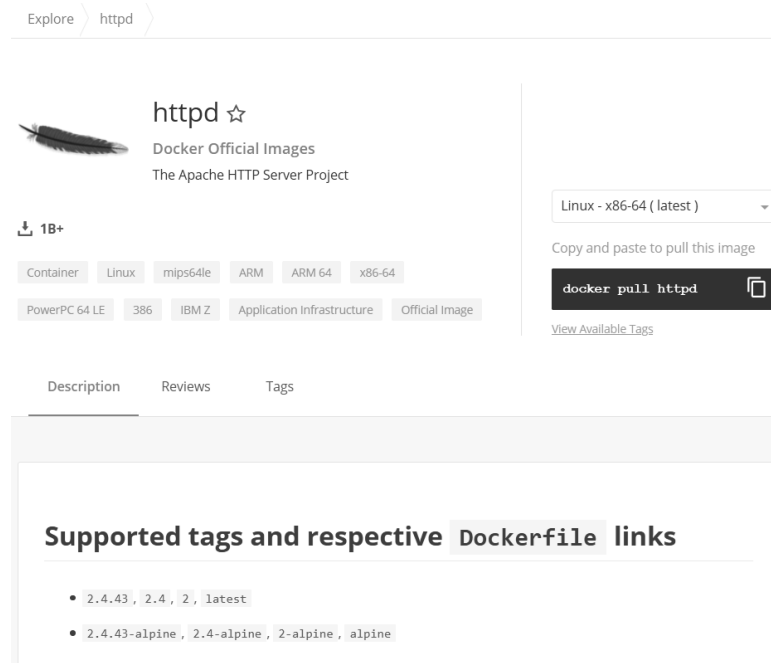 Explore httpd
httpd
Docker Official Images
The Apache HTTP Server Project
1B+
Container Linux mips64le ARM ARM 64 x86-64
PowerPC 64 LE 386 IBM Z Application Infrastructure Official Image
Linux - x86-64 ( latest )
Copy and paste to pull this image
docker pull httpd
View Available Tags
Description Reviews Tags
Supported tags and respective Dockerfile links
2.4.43, 2.4, 2, latest
2.4.43-alpine, 2.4-alpine, 2-alpine, alpine